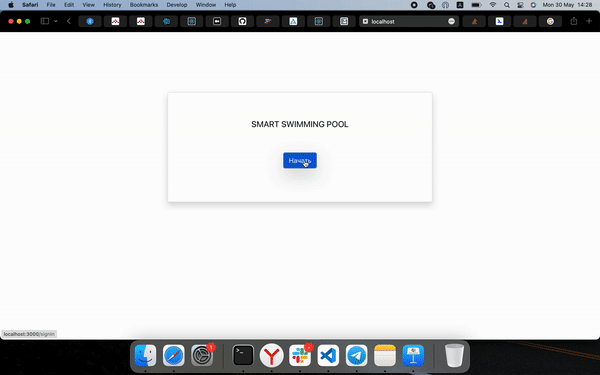 Safari File Edit View History Bookmarks Develop Window Help
Mon 30 May 14:28
localhost
SMART SWIMMING POOL
Начать
localhost:3000/signin